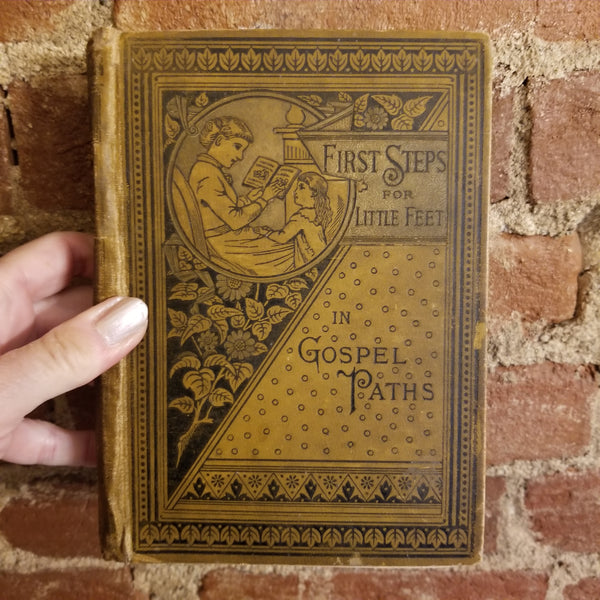 FIRST STEPS
FOR
LITTLE FEET
IN
GOSPEL
PATHS